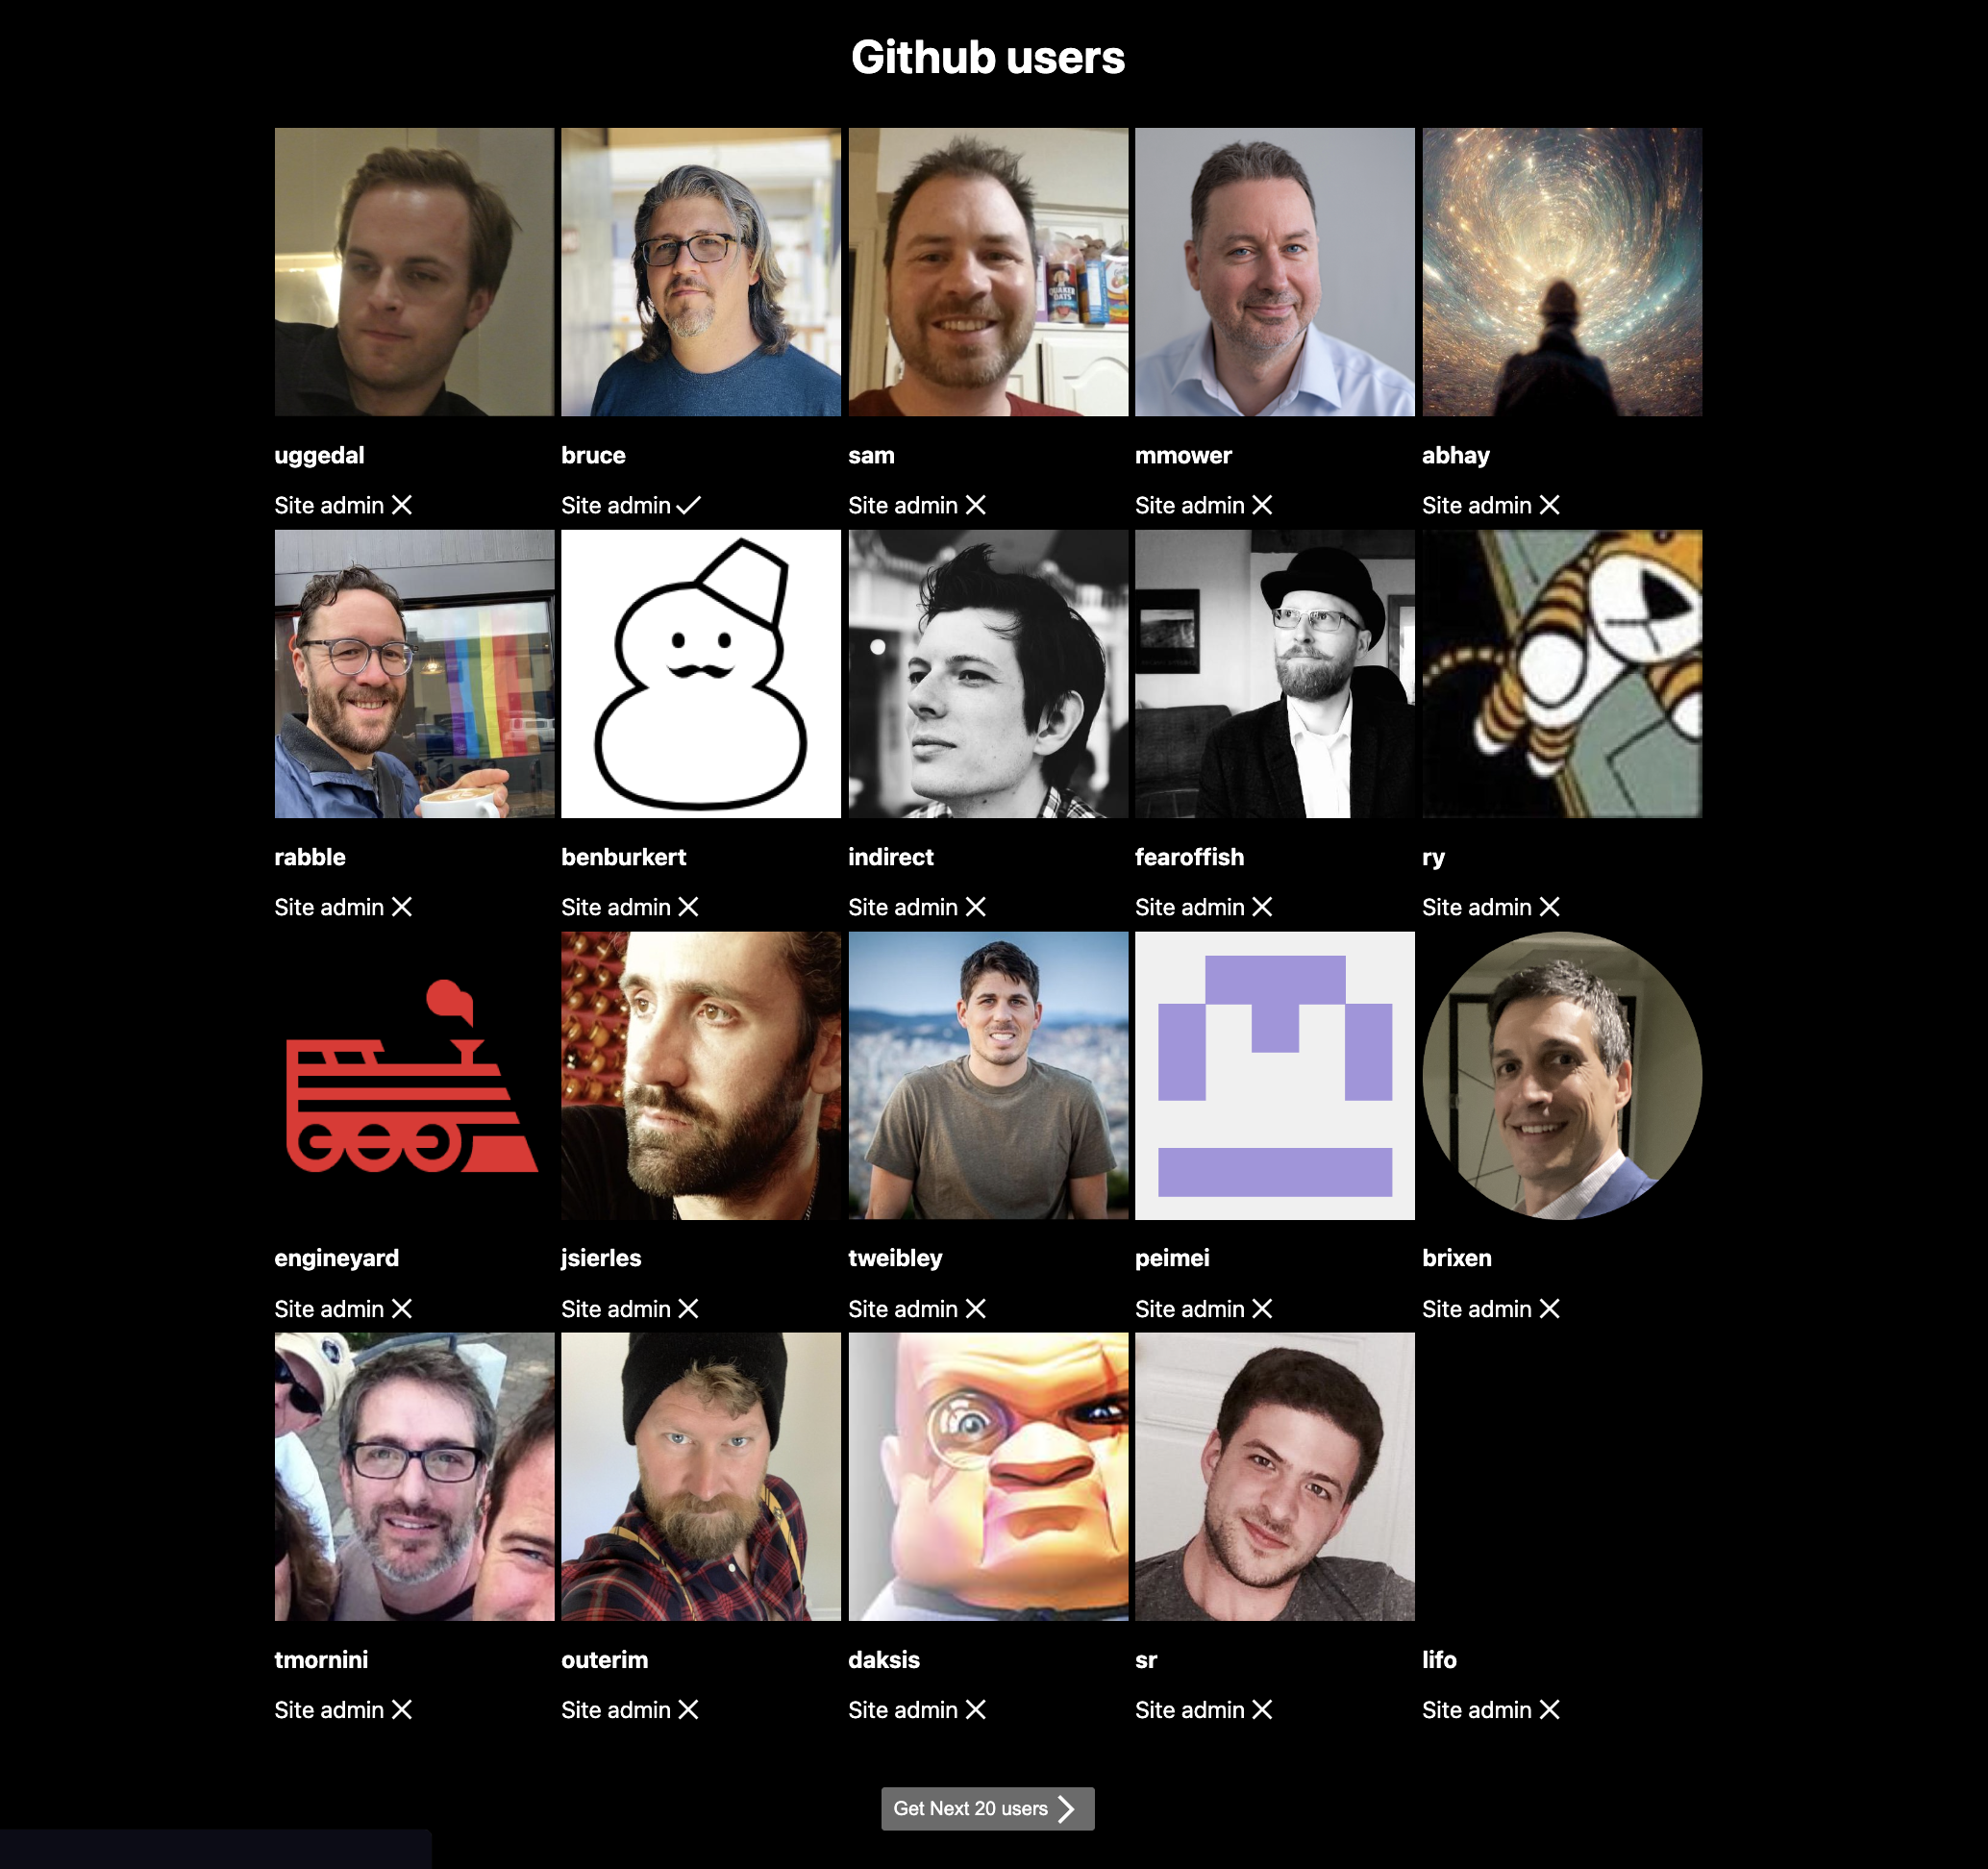 Github users
uggedal
bruce
sam
mmower
abhay
Site admin
Site admin
Site admin
Site admin
Site admin
QUAKER
OATS
rabble
benburkert
indirect
fearoffish
ry
Site admin
Site admin
Site admin
Site admin
Site admin
engineyard
jsierles
tweibley
peimei
brixen
Site admin
Site admin
Site admin
Site admin
Site admin
tmornini
outerim
daksis
sr
lifo
Site admin
Site admin
Site admin
Site admin
Site admin
Get Next 20 users